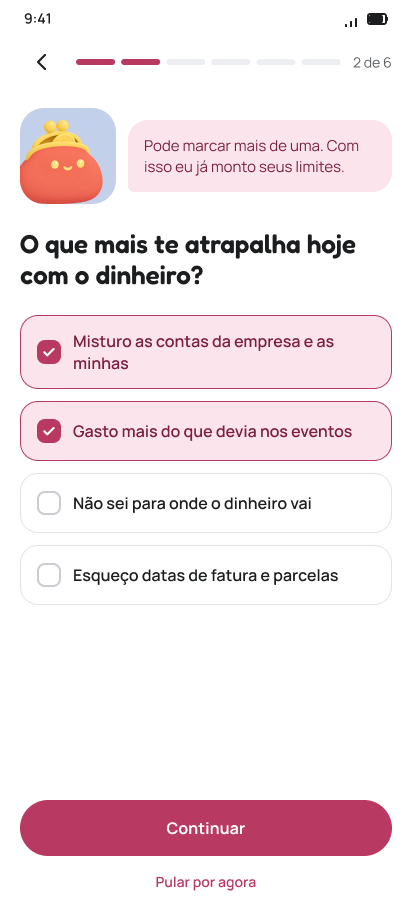 9:41
2 de 6
Pode marcar mais de uma. Com
isso eu já monto seus limites.
O que mais te atrapalha hoje
com o dinheiro?
Misturo as contas da empresa e as
minhas
Gasto mais do que devia nos eventos
Não sei para onde o dinheiro vai
Esqueço datas de fatura e parcelas
Continuar
Pular por agora